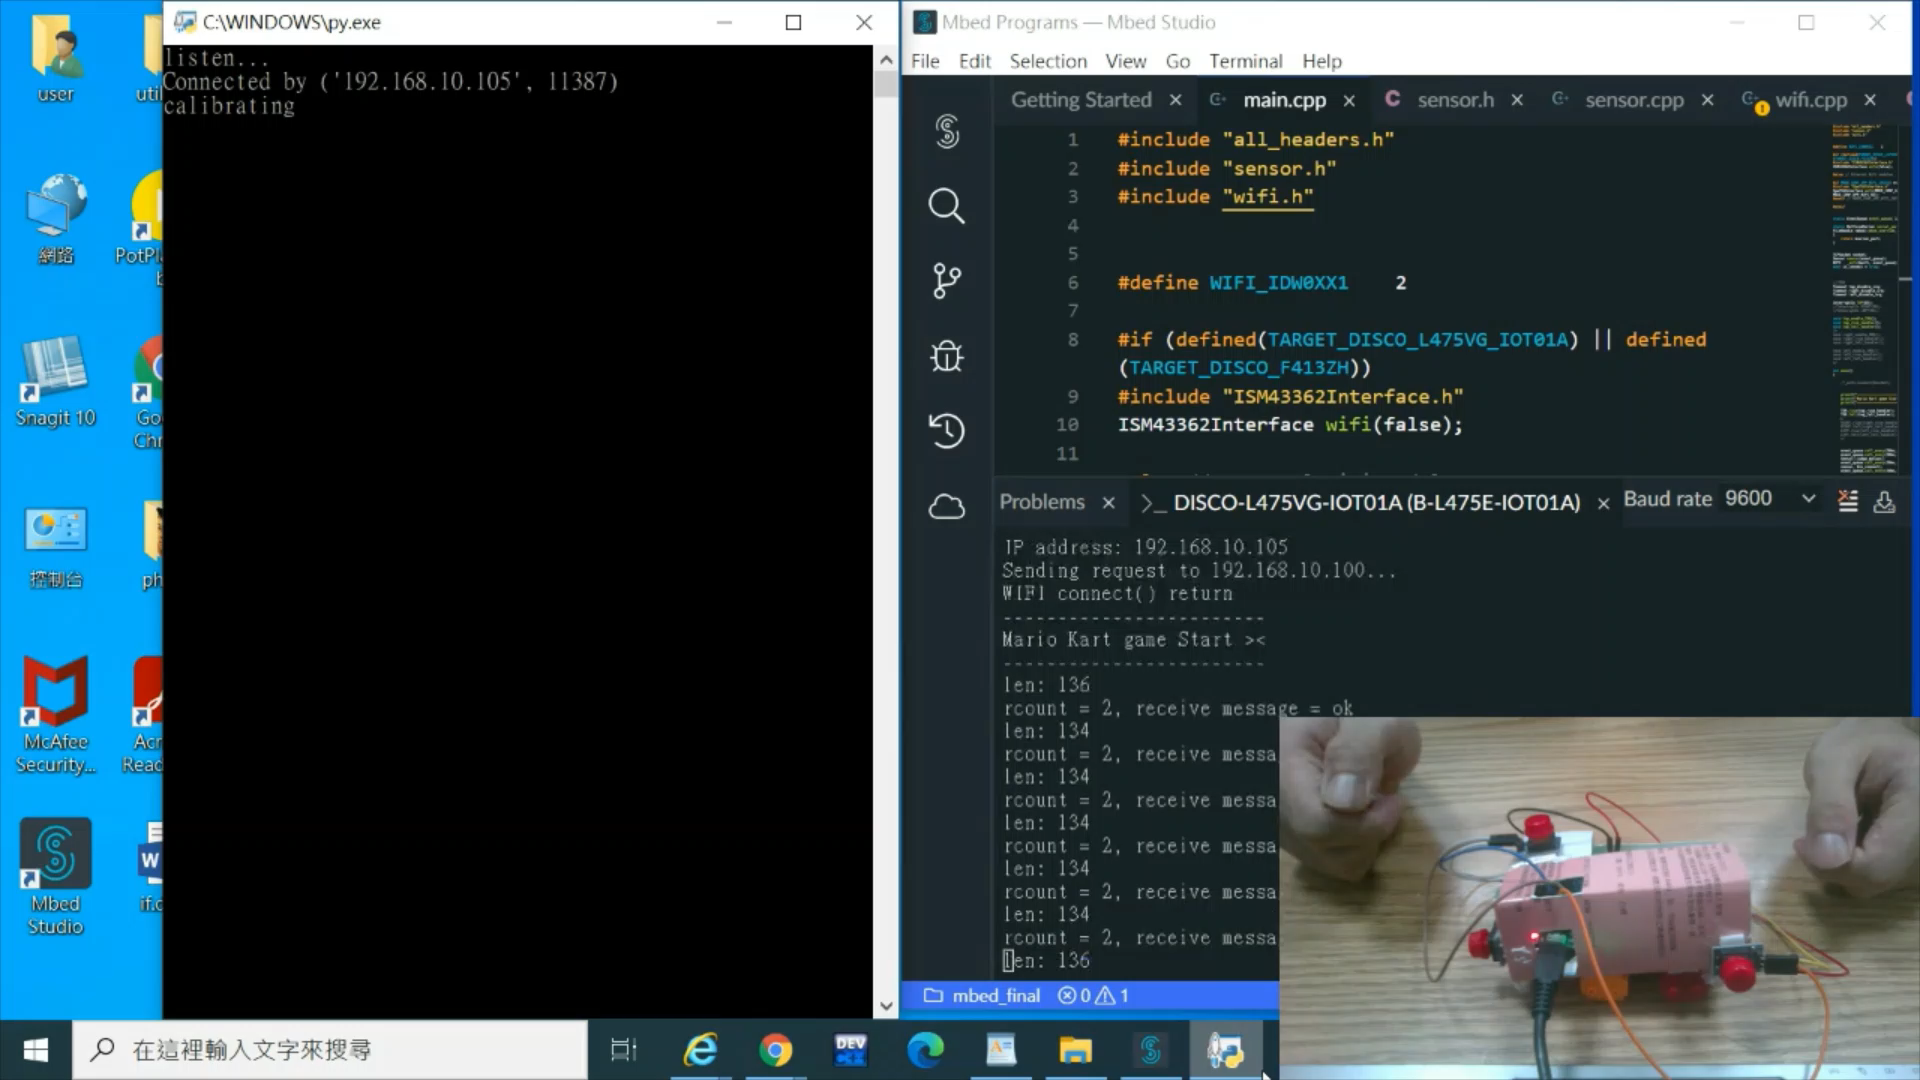 C:\WINDOWS\py.exe
listen...
Connected by ('192.168.10.105', 11387)
calibrating
user
網路
PotPl
Snagit 10
Go
Chr
控制台
ph
McAfee
Security...
Acr
Read
Mbed
Studio
if.c
Mbed Programs — Mbed Studio
File Edit Selection View Go Terminal Help
Getting Started main.cpp sensor.h sensor.cpp wifi.cpp
1 #include "all_headers.h"
2 #include "sensor.h"
3 #include "wifi.h"
4
5
6 #define WIFI_IDW0XX1 2
7
8 #if (defined(TARGET_DISCO_L475VG_IOT01A) || defined
(TARGET_DISCO_F413ZH))
9 #include "ISM43362Interface.h"
10 ISM43362Interface wifi(false);
11
Problems DISCO-L475VG-IOT01A (B-L475E-IOT01A) Baud rate 9600
IP address: 192.168.10.105
Sending request to 192.168.10.100...
WIFI connect() return
------------------------
Mario Kart game Start ><
------------------------
len: 136
rcount = 2, receive message = ok
len: 134
rcount = 2, receive messa
len: 134
rcount = 2, receive messa
len: 134
rcount = 2, receive messa
len: 134
rcount = 2, receive messa
len: 134
rcount = 2, receive messa
len: 136
mbed_final 0 1
在這裡輸入文字來搜尋
DEV